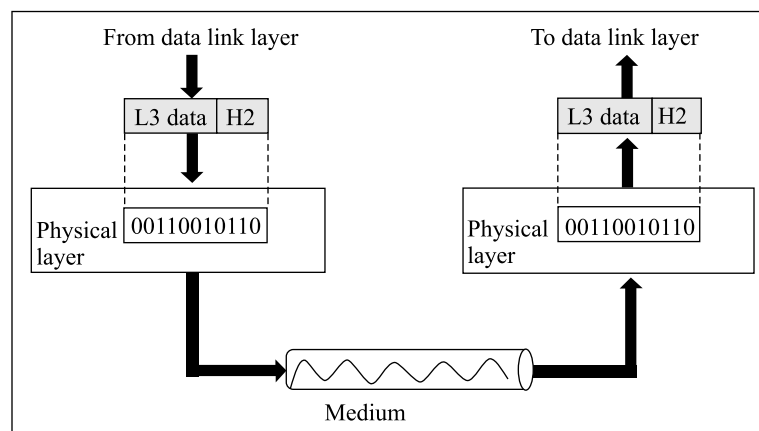 From data link layer
To data link layer
L3 data H2
L3 data H2
Physical layer
00110010110
Physical layer
00110010110
Medium